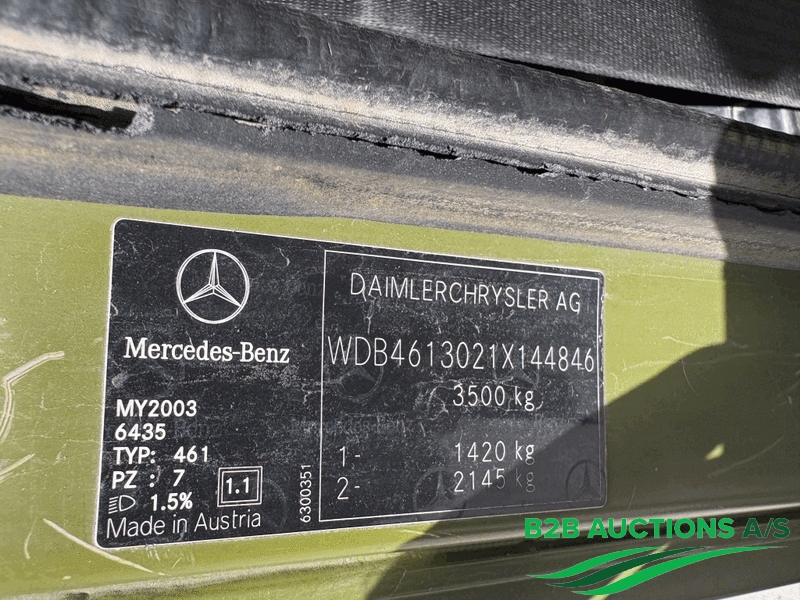 Mercedes-Benz
MY2003
6435
TYP: 461
PZ : 7
1.5%
1.1
Made in Austria
6300351
DAIMLERCHRYSLER AG
WDB4613021X144846
3500 kg
1- 1420 kg
2- 2145 kg
B2B AUCTIONS A/S